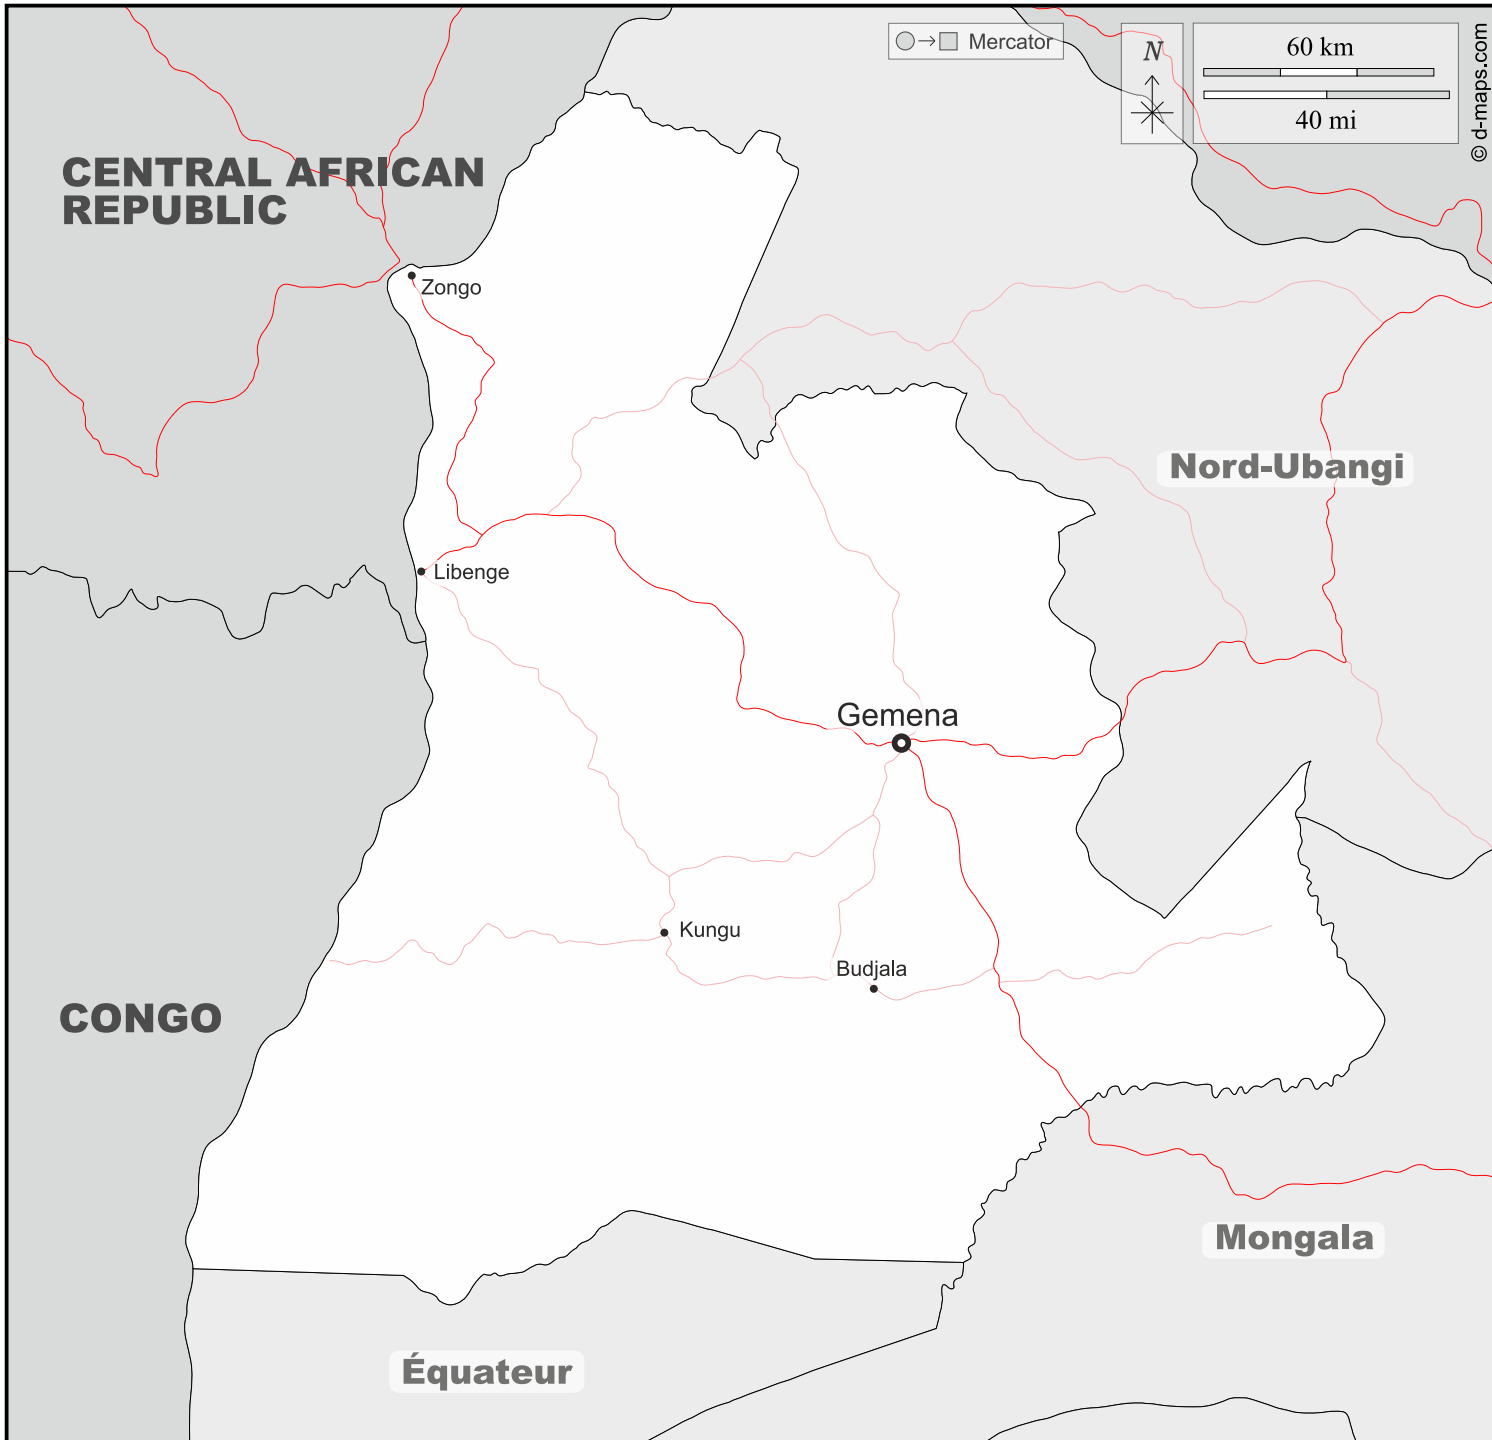 Mercator
N
60 km
40 mi
© d-maps.com
CENTRAL AFRICAN
REPUBLIC
Zongo
Nord-Ubangi
Libenge
Gemena
Kungu
Budjala
CONGO
Mongala
Équateur